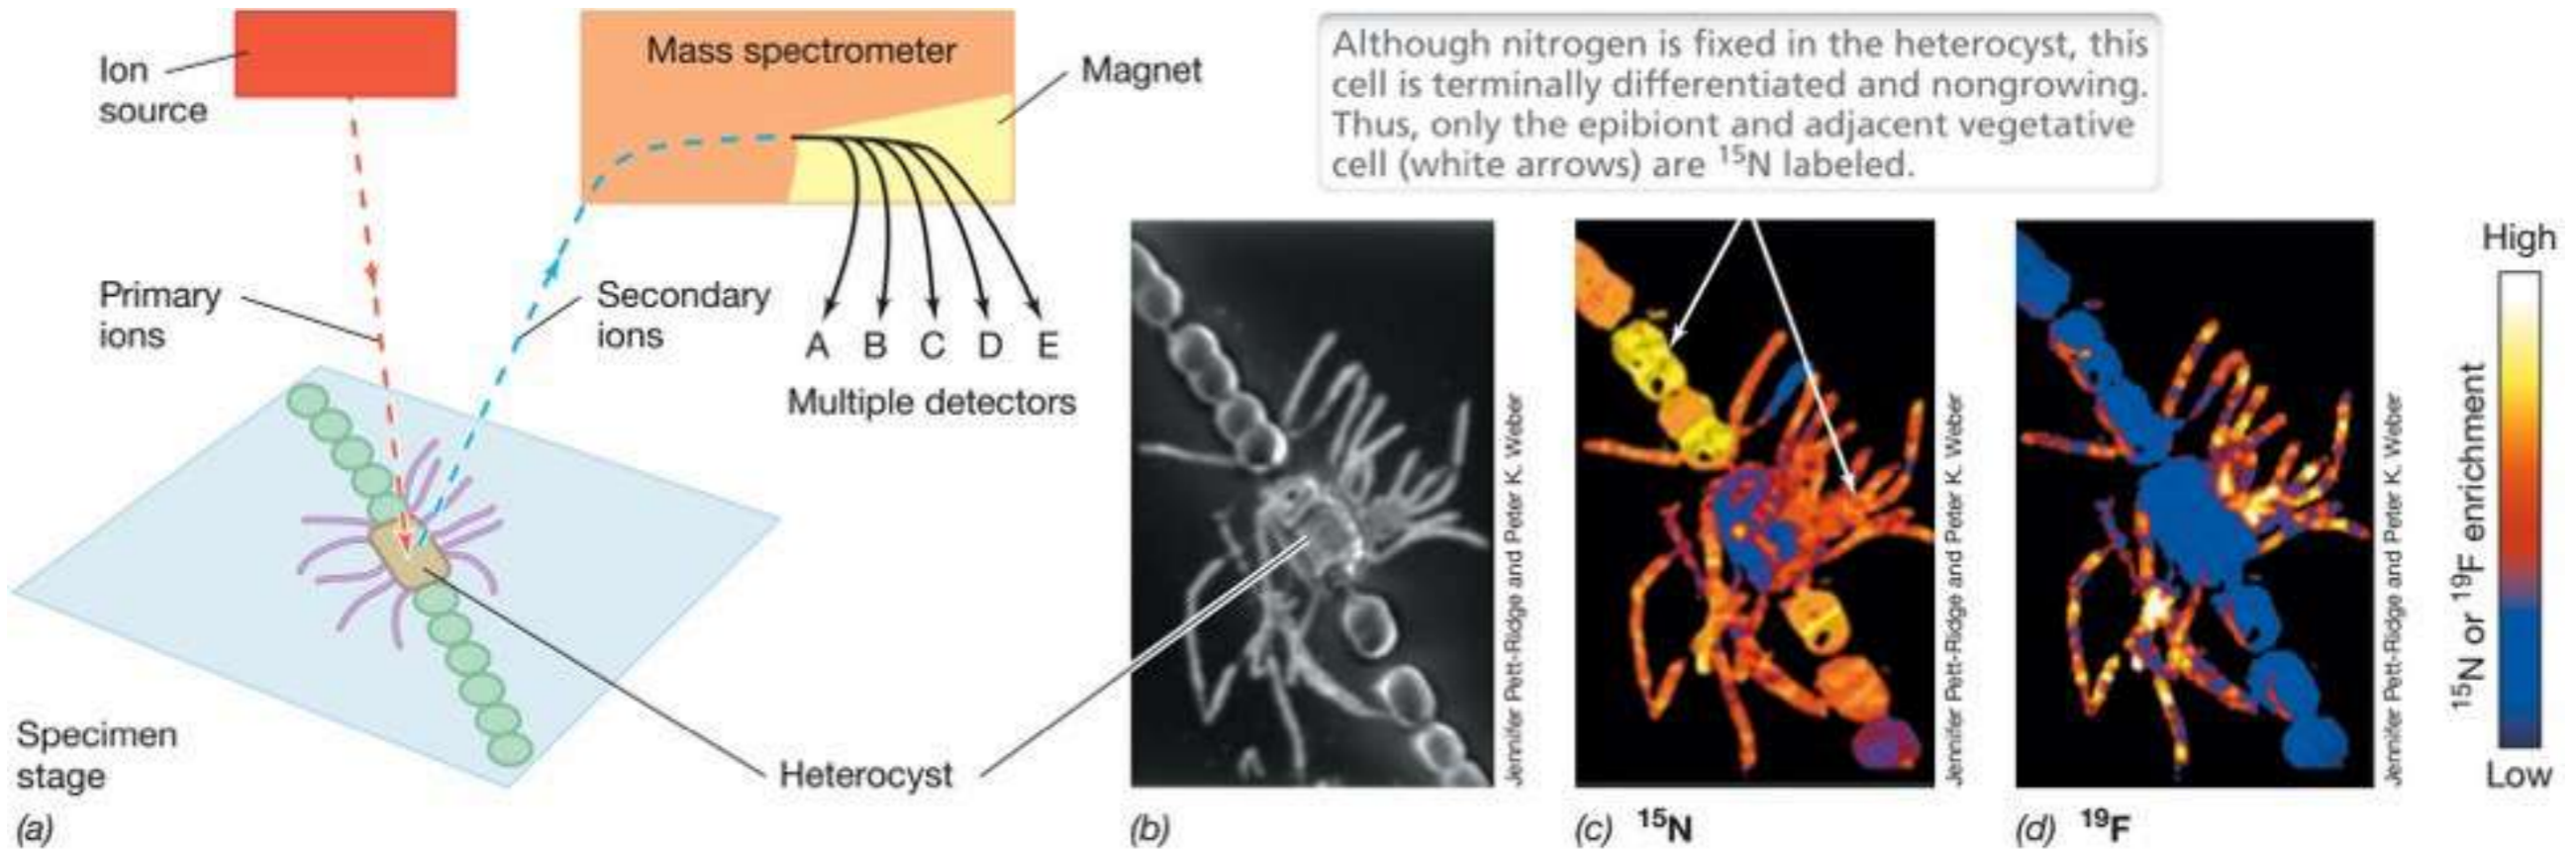 Ion
source
Mass spectrometer
Magnet
Although nitrogen is fixed in the heterocyst, this
cell is terminally differentiated and nongrowing.
Thus, only the epibiont and adjacent vegetative
cell (white arrows) are ¹⁵N labeled.
Primary
ions
Secondary
ions
A B C D E
Multiple detectors
Specimen
stage
Heterocyst
(a)
Jennifer Pett-Ridge and Peter K. Weber
(b)
Jennifer Pett-Ridge and Peter K. Weber
(c) ¹⁵N
Jennifer Pett-Ridge and Peter K. Weber
(d) ¹⁹F
High
¹⁵N or ¹⁹F enrichment
Low